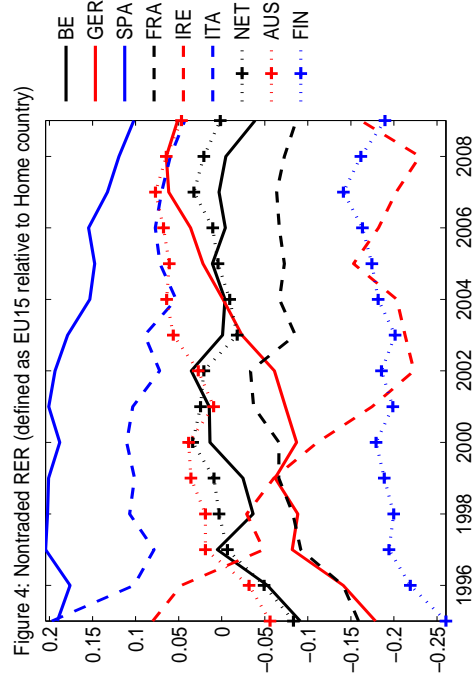 Figure 4: Nontraded RER (defined as EU15 relative to Home country)
0.2
0.15
0.1
0.05
0
−0.05
−0.1
−0.15
−0.2
−0.25
1996
1998
2000
2002
2004
2006
2008
BE
GER
SPA
FRA
IRE
ITA
NET
AUS
FIN